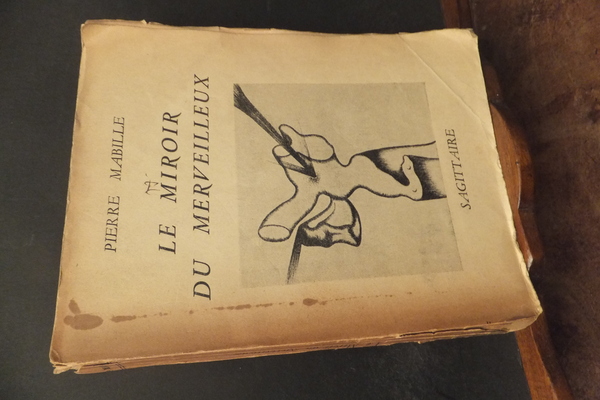 PIERRE MABILLE
LE MIROIR
DU MERVEILLEUX
SAGITTAIRE